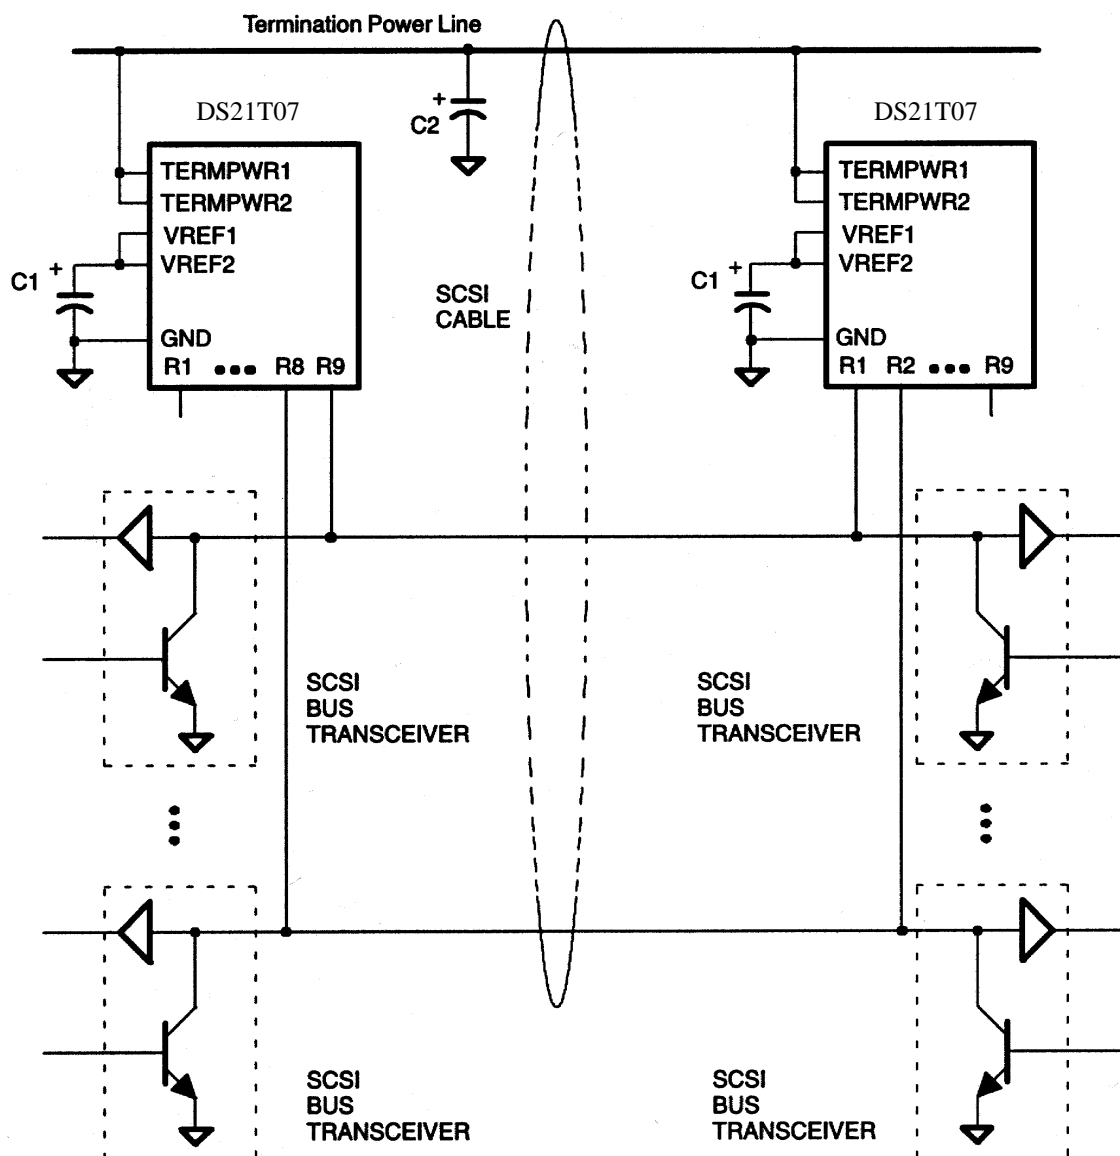 Termination Power Line
DS21T07
C2
+
TERMPWR1
TERMPWR2
VREF1
VREF2
C1
+
GND
R1 ••• R8 R9
SCSI
CABLE
DS21T07
TERMPWR1
TERMPWR2
VREF1
VREF2
C1
+
GND
R1 R2 ••• R9
SCSI
BUS
TRANSCEIVER
SCSI
BUS
TRANSCEIVER
SCSI
BUS
TRANSCEIVER
SCSI
BUS
TRANSCEIVER